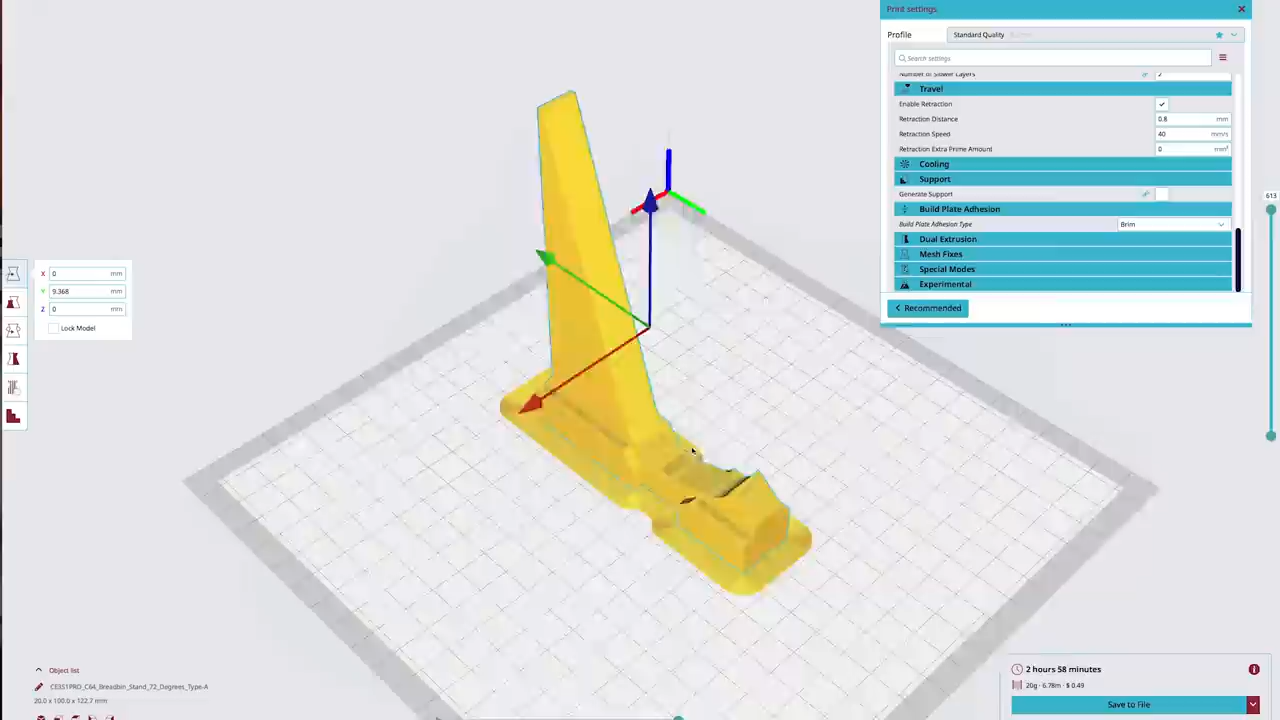 Print settings
Profile
Standard Quality
Search settings
Number of Slower Layers 2
Travel
Enable Retraction
Retraction Distance 0.8 mm
Retraction Speed 40 mm/s
Retraction Extra Prime Amount 0 mm³
Cooling
Support
Generate Support
Build Plate Adhesion
Build Plate Adhesion Type Brim
Dual Extrusion
Mesh Fixes
Special Modes
Experimental
Recommended
613
X 0 mm
Y 9.368 mm
Z 0 mm
Lock Model
Object list
CE3S1PRO_C64_Breadbin_Stand_72_Degrees_Type-A
20.0 x 100.0 x 122.7 mm
2 hours 58 minutes
20g · 6.78m · $ 0.49
Save to File